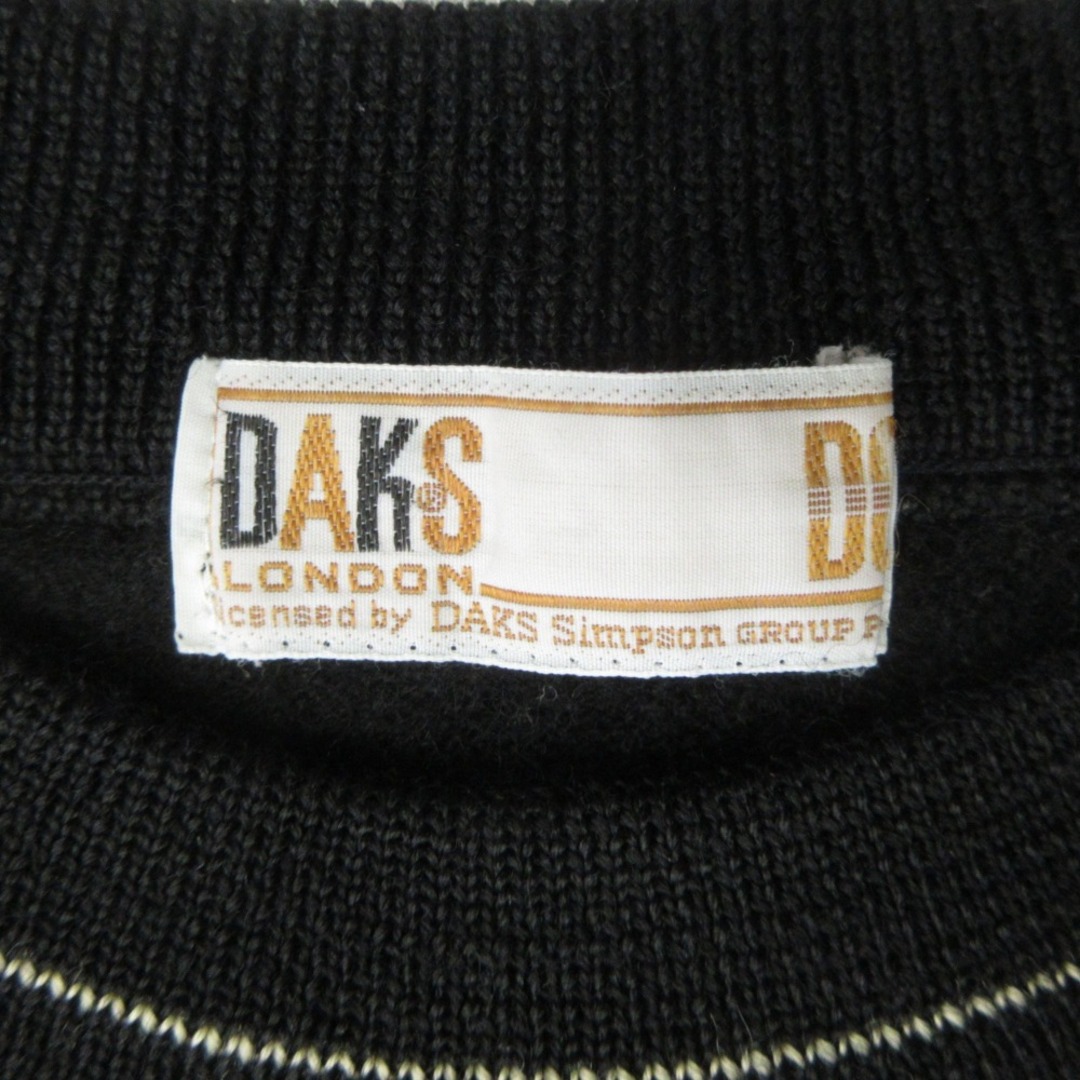 DAKS
LONDON
licensed by DAKS Simpson GROUP